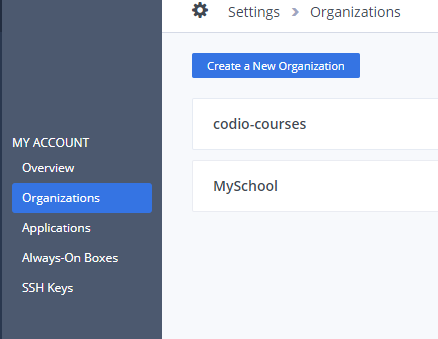 Settings > Organizations
Create a New Organization
codio-courses
MySchool
MY ACCOUNT
Overview
Organizations
Applications
Always-On Boxes
SSH Keys